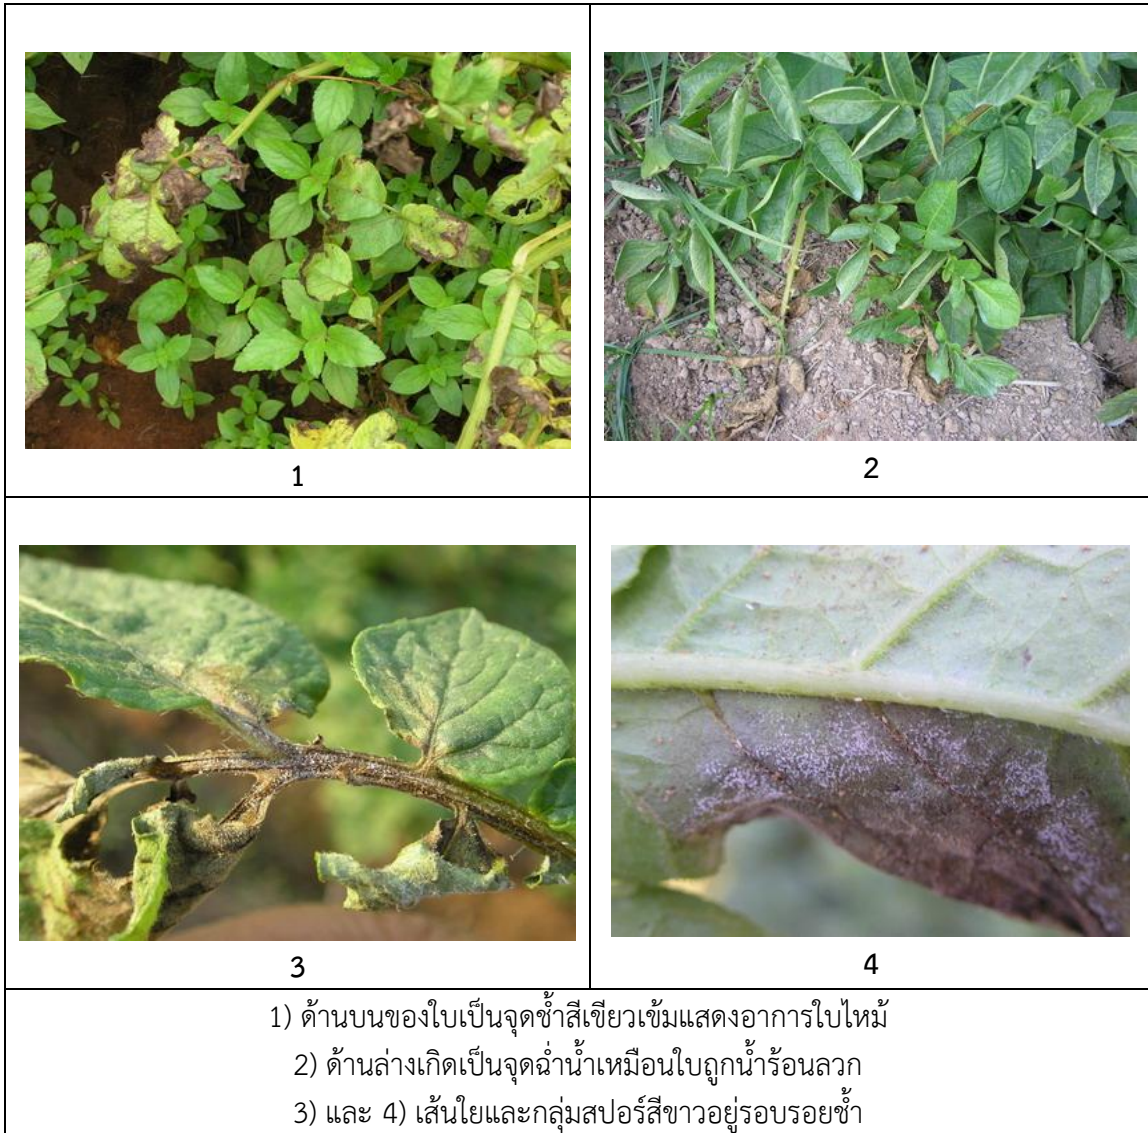 1
2
3
4
1) ด้านบนของใบเป็นจุดช้ำสีเขียวเข้มแสดงอาการใบไหม้
2) ด้านล่างเกิดเป็นจุดฉ่ำน้ำเหมือนใบถูกน้ำร้อนลวก
3) และ 4) เส้นใยและกลุ่มสปอร์สีขาวอยู่รอบรอยช้ำ